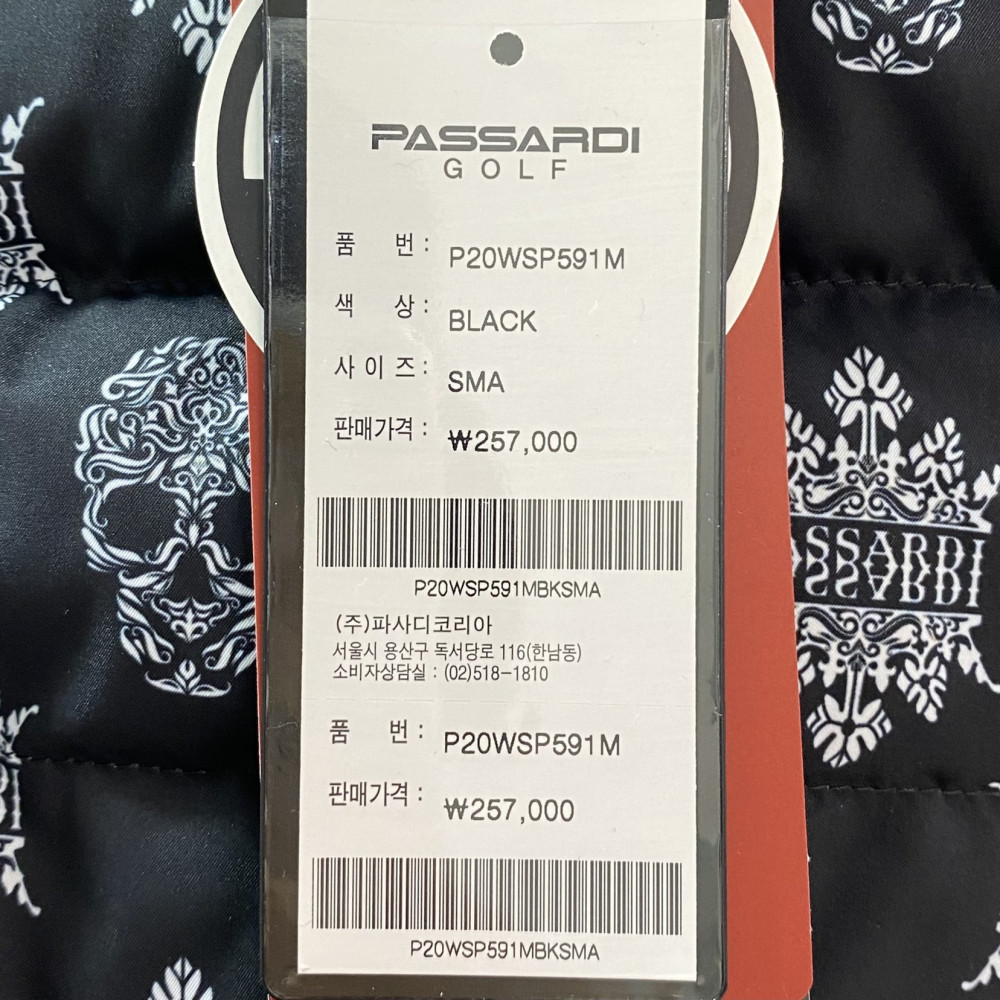 PASSARDI
GOLF
품 번 : P20WSP591M
색 상 : BLACK
사 이 즈 : SMA
판매가격 : ₩257,000
P20WSP591MBKSMA
(주)파사디코리아
서울시 용산구 독서당로 116(한남동)
소비자상담실 : (02)518-1810
품 번 : P20WSP591M
판매가격 : ₩257,000
P20WSP591MBKSMA
ASSARDI